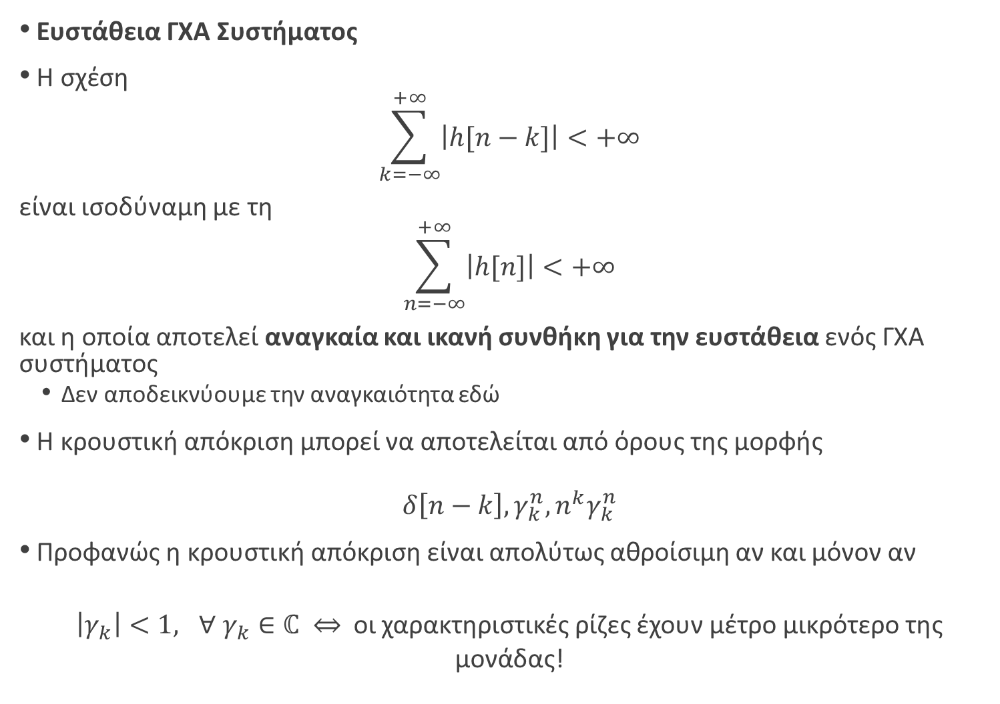 • Ευστάθεια ΓΧΑ Συστήματος
• Η σχέση
$$\sum_{k=-\infty}^{+\infty} |h[n-k]| < +\infty$$
είναι ισοδύναμη με τη
$$\sum_{n=-\infty}^{+\infty} |h[n]| < +\infty$$
και η οποία αποτελεί αναγκαία και ικανή συνθήκη για την ευστάθεια ενός ΓΧΑ
συστήματος
• Δεν αποδεικνύουμε την αναγκαιότητα εδώ
• Η κρουστική απόκριση μπορεί να αποτελείται από όρους της μορφής
$$\delta[n-k], \gamma_k^n, n^k \gamma_k^n$$
• Προφανώς η κρουστική απόκριση είναι απολύτως αθροίσιμη αν και μόνον αν
$|\gamma_k| < 1, \ \forall \ \gamma_k \in \mathbb{C} \ \Leftrightarrow$ οι χαρακτηριστικές ρίζες έχουν μέτρο μικρότερο της
μονάδας!